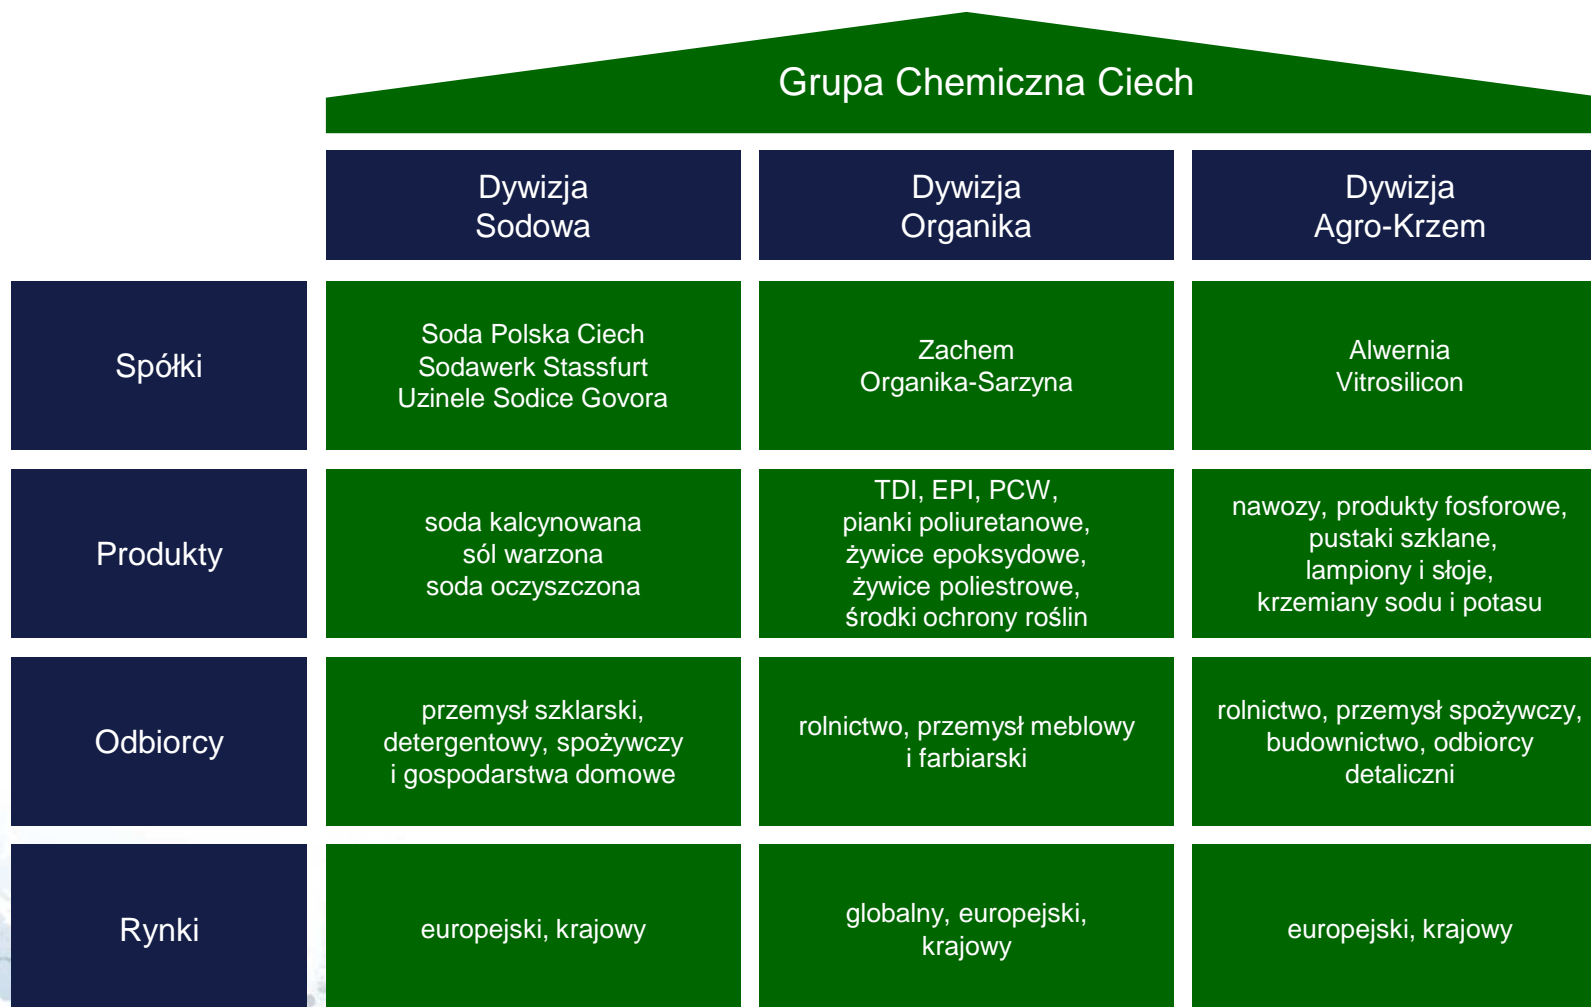 Grupa Chemiczna Ciech
Dywizja
Sodowa
Dywizja
Organika
Dywizja
Agro-Krzem
Spółki
Soda Polska Ciech
Sodawerk Stassfurt
Uzinele Sodice Govora
Zachem
Organika-Sarzyna
Alwernia
Vitrosilicon
Produkty
soda kalcynowana
sól warzona
soda oczyszczona
TDI, EPI, PCW,
pianki poliuretanowe,
żywice epoksydowe,
żywice poliestrowe,
środki ochrony roślin
nawozy, produkty fosforowe,
pustaki szklane,
lampiony i słoje,
krzemiany sodu i potasu
Odbiorcy
przemysł szklarski,
detergentowy, spożywczy
i gospodarstwa domowe
rolnictwo, przemysł meblowy
i farbiarski
rolnictwo, przemysł spożywczy,
budownictwo, odbiorcy
detaliczni
Rynki
europejski, krajowy
globalny, europejski,
krajowy
europejski, krajowy